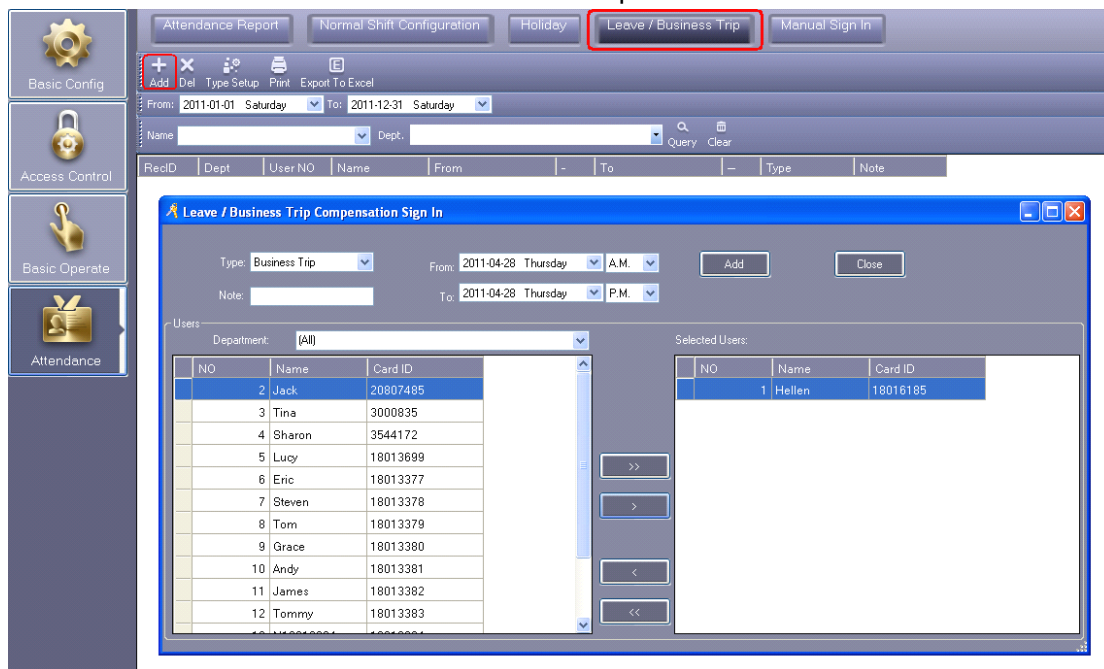 Attendance Report Normal Shift Configuration Holiday Leave / Business Trip Manual Sign In
Basic Config
Access Control
Basic Operate
Attendance
Add Del Type Setup Print Export To Excel
From: 2011-01-01 Saturday To: 2011-12-31 Saturday
Name Dept. Query Clear
RecID Dept User NO Name From - To -- Type Note
Leave / Business Trip Compensation Sign In
Type: Business Trip From: 2011-04-28 Thursday A.M. Add Close
Note: To: 2011-04-28 Thursday P.M.
Users
Department: (All) Selected Users:
NO Name Card ID
2 Jack 20807485
3 Tina 3000835
4 Sharon 3544172
5 Lucy 18013699
6 Eric 18013377
7 Steven 18013378
8 Tom 18013379
9 Grace 18013380
10 Andy 18013381
11 James 18013382
12 Tommy 18013383
>>
>
<
<<
NO Name Card ID
1 Hellen 18016185